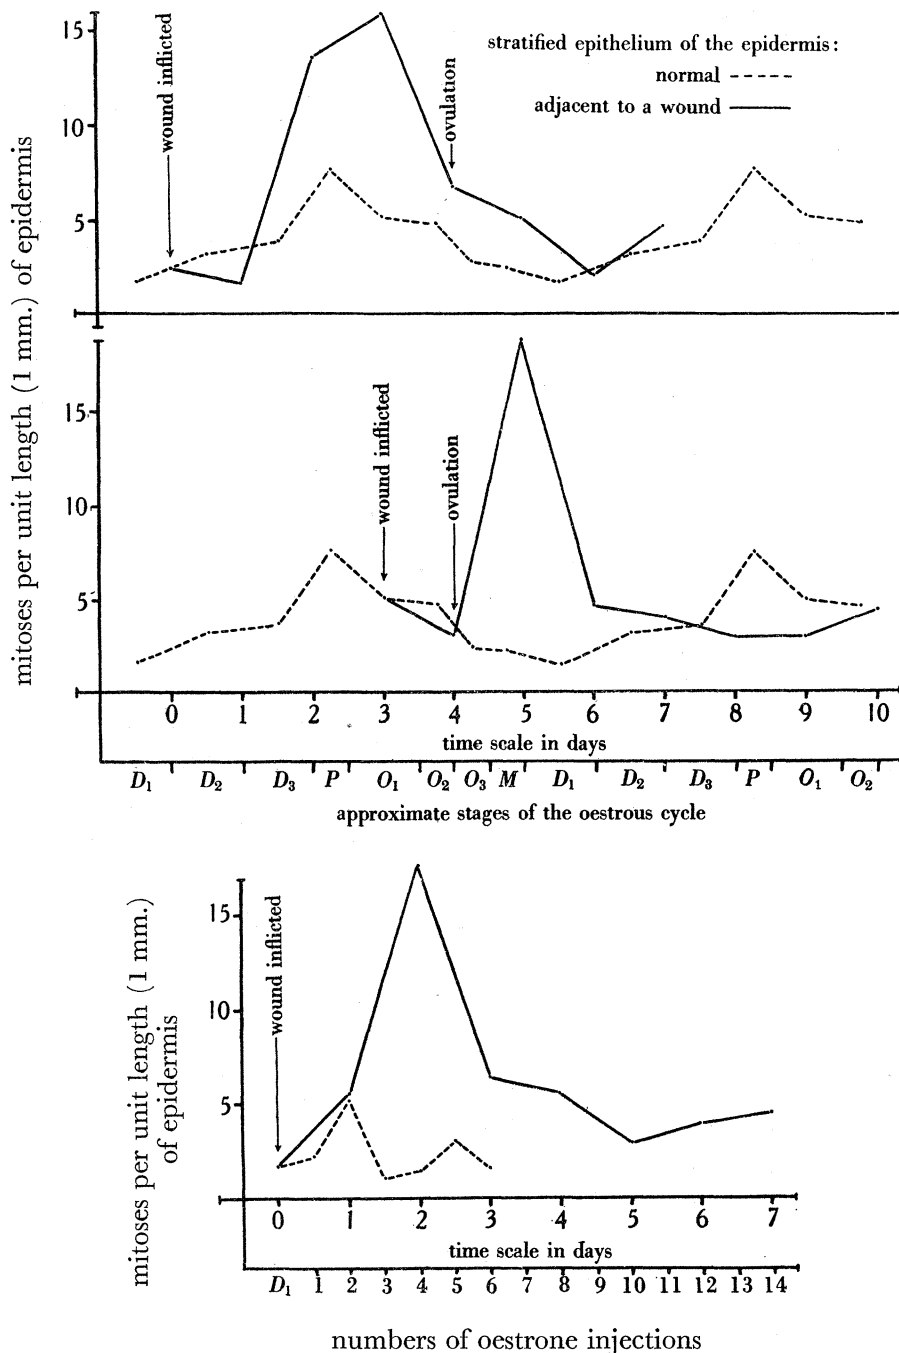 mitoses per unit length (1 mm.) of epidermis
15
10
5
wound inflicted
ovulation
stratified epithelium of the epidermis:
normal
adjacent to a wound
15
10
5
wound inflicted
ovulation
0 1 2 3 4 5 6 7 8 9 10
time scale in days
D1 D2 D3 P O1 O2 O3 M D1 D2 D3 P O1 O2
approximate stages of the oestrous cycle
mitoses per unit length (1 mm.)
of epidermis
15
10
5
wound inflicted
0 1 2 3 4 5 6 7
time scale in days
D1 1 2 3 4 5 6 7 8 9 10 11 12 13 14
numbers of oestrone injections